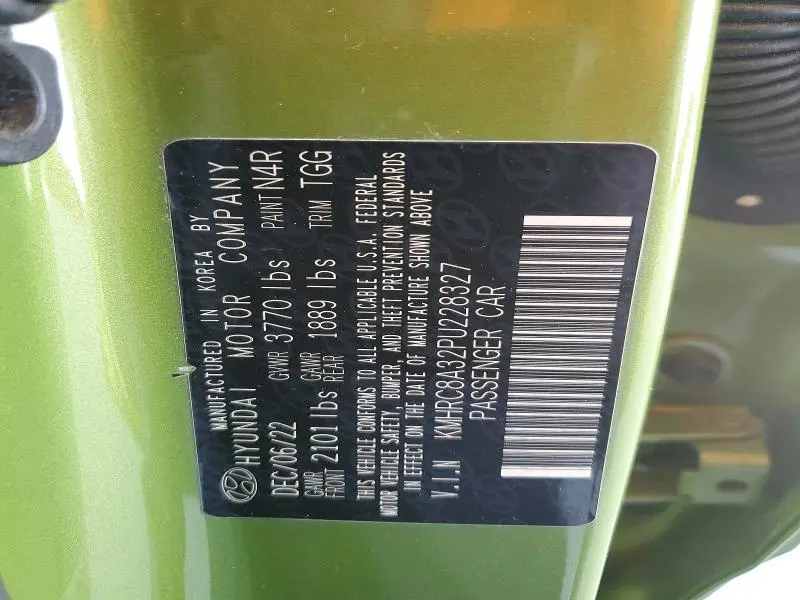 MANUFACTURED IN KOREA BY
HYUNDAI MOTOR COMPANY
DEC/06/22 GVWR 3770 lbs PAINT N4R
GAWR FRONT 2101 lbs GAWR REAR 1889 lbs TRIM TGG
THIS VEHICLE CONFORMS TO ALL APPLICABLE U.S.A. FEDERAL
MOTOR VEHICLE SAFETY, BUMPER, AND THEFT PREVENTION STANDARDS
IN EFFECT ON THE DATE OF MANUFACTURE SHOWN ABOVE
V.I.N KMHRC8A32PU228327
PASSENGER CAR